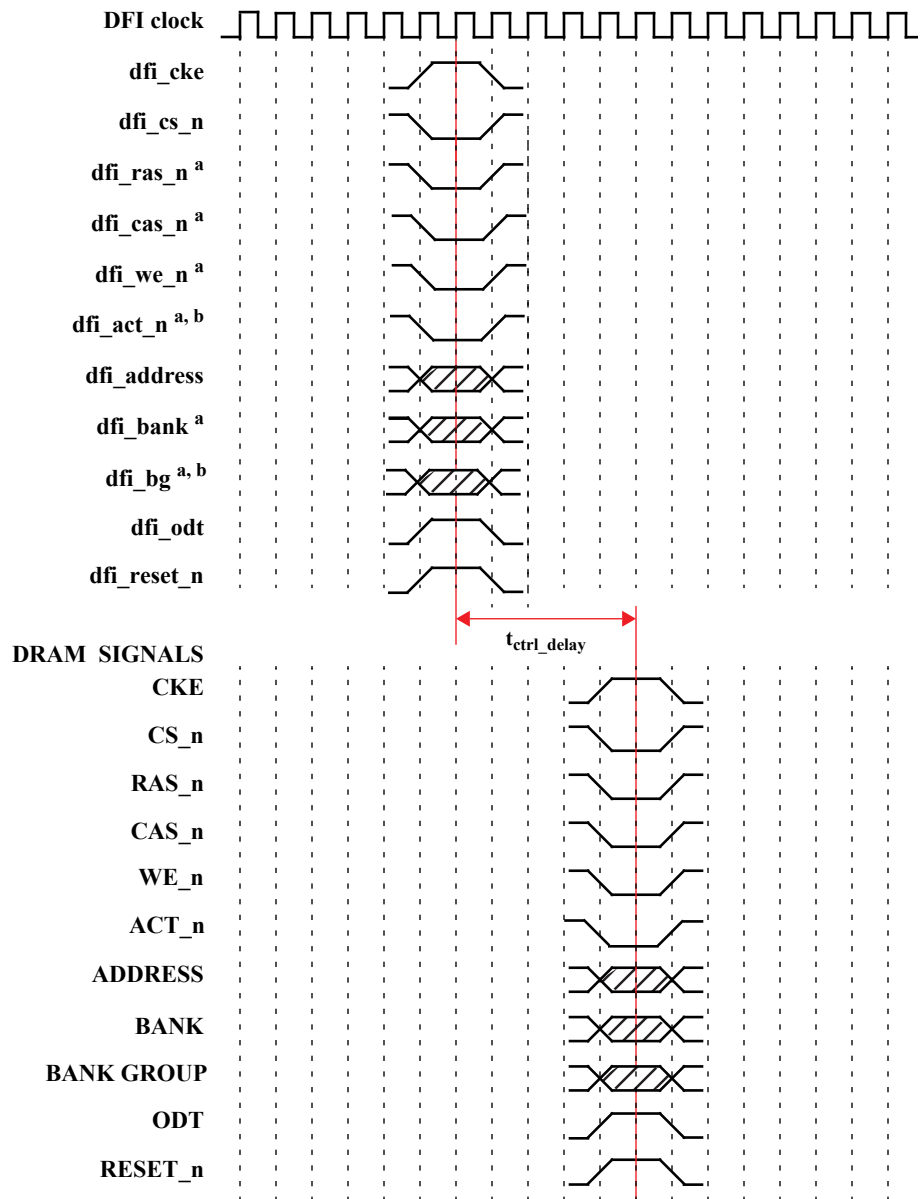 DFI clock
dfi_cke
dfi_cs_n
dfi_ras_n a
dfi_cas_n a
dfi_we_n a
dfi_act_n a, b
dfi_address
dfi_bank a
dfi_bg a, b
dfi_odt
dfi_reset_n
tctrl_delay
DRAM SIGNALS
CKE
CS_n
RAS_n
CAS_n
WE_n
ACT_n
ADDRESS
BANK
BANK GROUP
ODT
RESET_n